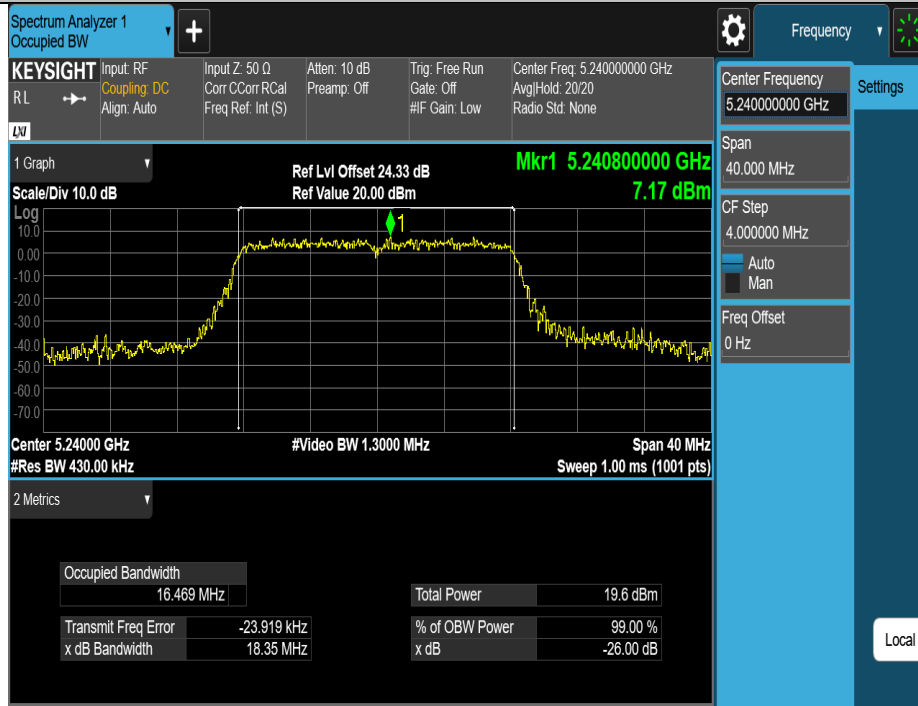 Spectrum Analyzer 1
Occupied BW
+
Frequency
KEYSIGHT
R L
LXI
Input: RF
Coupling: DC
Align: Auto
Input Z: 50 Ω
Corr CCorr RCal
Freq Ref: Int (S)
Atten: 10 dB
Preamp: Off
Trig: Free Run
Gate: Off
#IF Gain: Low
Center Freq: 5.240000000 GHz
Avg|Hold: 20/20
Radio Std: None
1 Graph
Scale/Div 10.0 dB
Ref Lvl Offset 24.33 dB
Ref Value 20.00 dBm
Mkr1 5.240800000 GHz
7.17 dBm
Log
10.0
0.00
-10.0
-20.0
-30.0
-40.0
-50.0
-60.0
-70.0
1
Center 5.24000 GHz
#Res BW 430.00 kHz
#Video BW 1.3000 MHz
Span 40 MHz
Sweep 1.00 ms (1001 pts)
2 Metrics
Occupied Bandwidth
16.469 MHz
Transmit Freq Error -23.919 kHz
x dB Bandwidth 18.35 MHz
Total Power 19.6 dBm
% of OBW Power 99.00 %
x dB -26.00 dB
Center Frequency
5.240000000 GHz
Span
40.000 MHz
CF Step
4.000000 MHz
Auto
Man
Freq Offset
0 Hz
Settings
Local